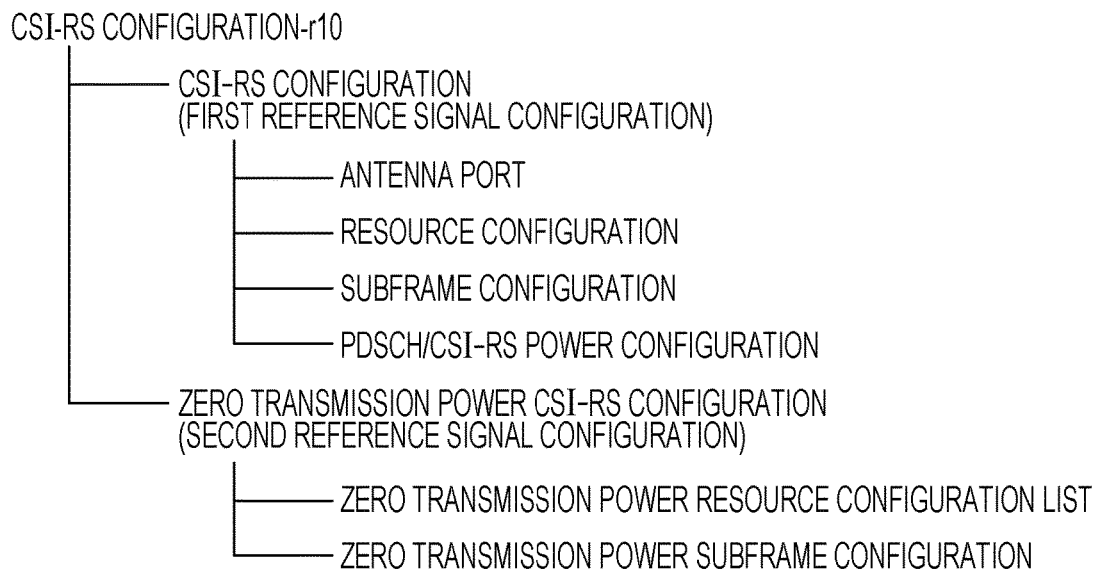 CSI-RS CONFIGURATION-r10
CSI-RS CONFIGURATION
(FIRST REFERENCE SIGNAL CONFIGURATION)
ANTENNA PORT
RESOURCE CONFIGURATION
SUBFRAME CONFIGURATION
PDSCH/CSI-RS POWER CONFIGURATION
ZERO TRANSMISSION POWER CSI-RS CONFIGURATION
(SECOND REFERENCE SIGNAL CONFIGURATION)
ZERO TRANSMISSION POWER RESOURCE CONFIGURATION LIST
ZERO TRANSMISSION POWER SUBFRAME CONFIGURATION